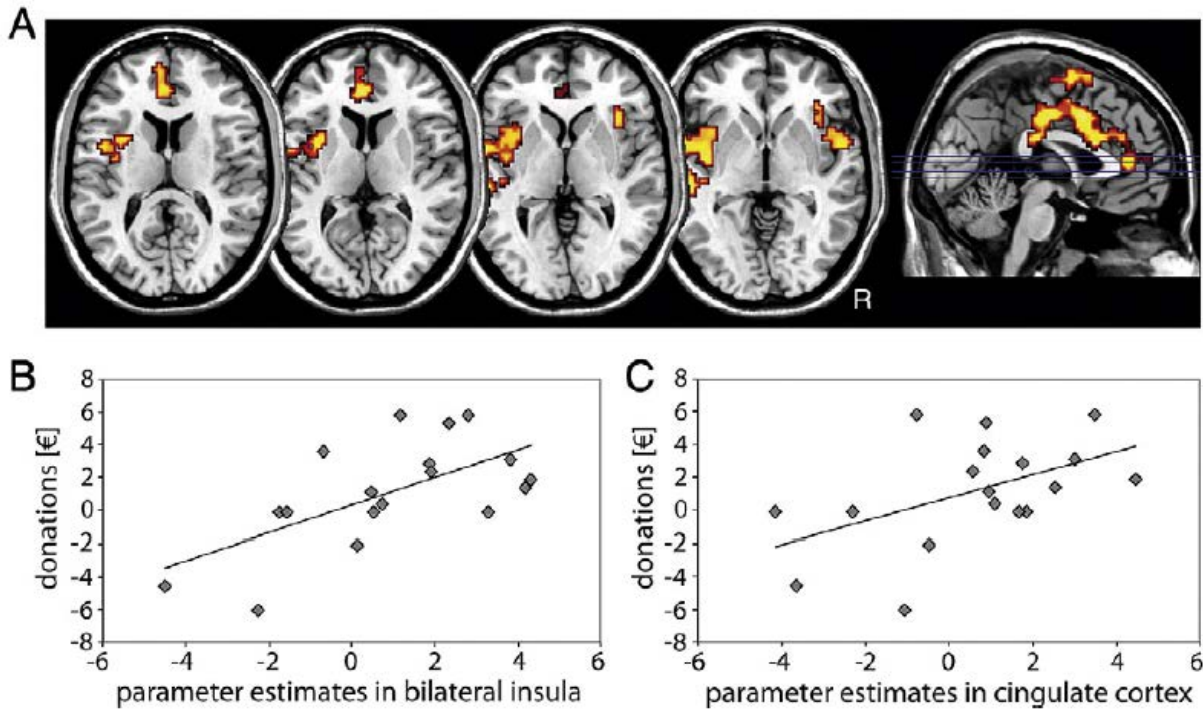 A
R
B
8
6
4
2
0
-2
-4
-6
-8
donations [€]
-6 -4 -2 0 2 4 6
parameter estimates in bilateral insula
C
8
6
4
2
0
-2
-4
-6
-8
donations [€]
-6 -4 -2 0 2 4 6
parameter estimates in cingulate cortex